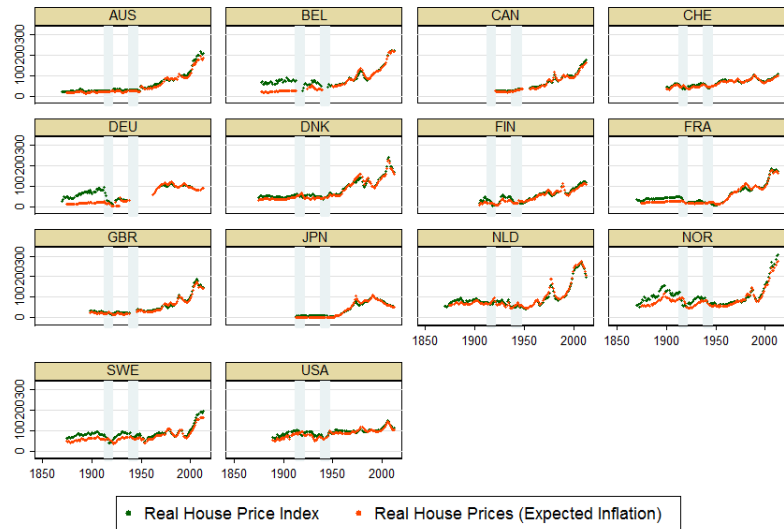 AUS BEL CAN CHE
0 100200300
DEU DNK FIN FRA
0 100200300
GBR JPN NLD NOR
0 100200300
1850 1900 1950 2000 1850 1900 1950 2000
SWE USA
0 100200300
1850 1900 1950 2000 1850 1900 1950 2000
Real House Price Index Real House Prices (Expected Inflation)